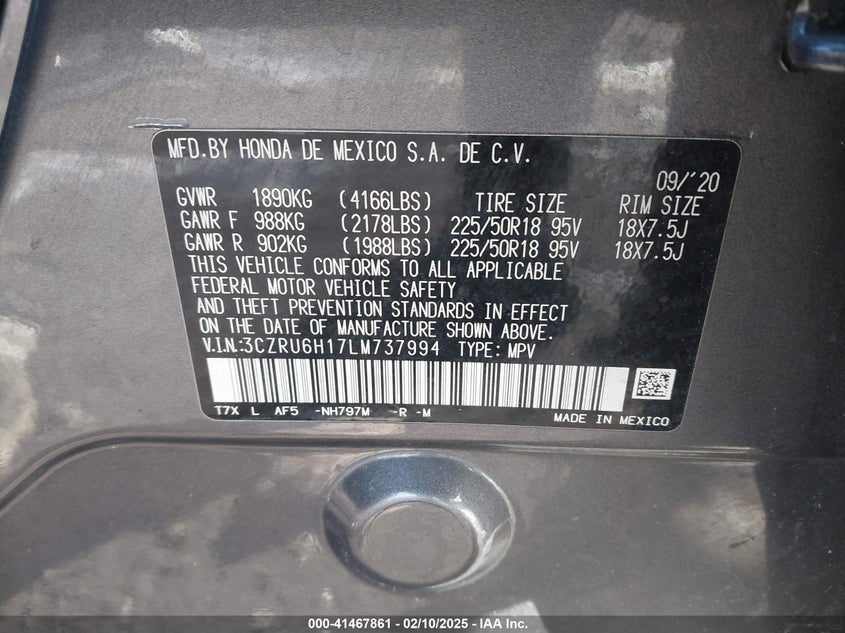 MFD.BY HONDA DE MEXICO S.A. DE C.V.
09/'20
GVWR 1890KG (4166LBS) TIRE SIZE RIM SIZE
GAWR F 988KG (2178LBS) 225/50R18 95V 18X7.5J
GAWR R 902KG (1988LBS) 225/50R18 95V 18X7.5J
THIS VEHICLE CONFORMS TO ALL APPLICABLE
FEDERAL MOTOR VEHICLE SAFETY
AND THEFT PREVENTION STANDARDS IN EFFECT
ON THE DATE OF MANUFACTURE SHOWN ABOVE.
V.I.N.:3CZRU6H17LM737994 TYPE: MPV
T7X L AF5 -NH797M -R -M
MADE IN MEXICO
000-41467861 - 02/10/2025 - IAA Inc.